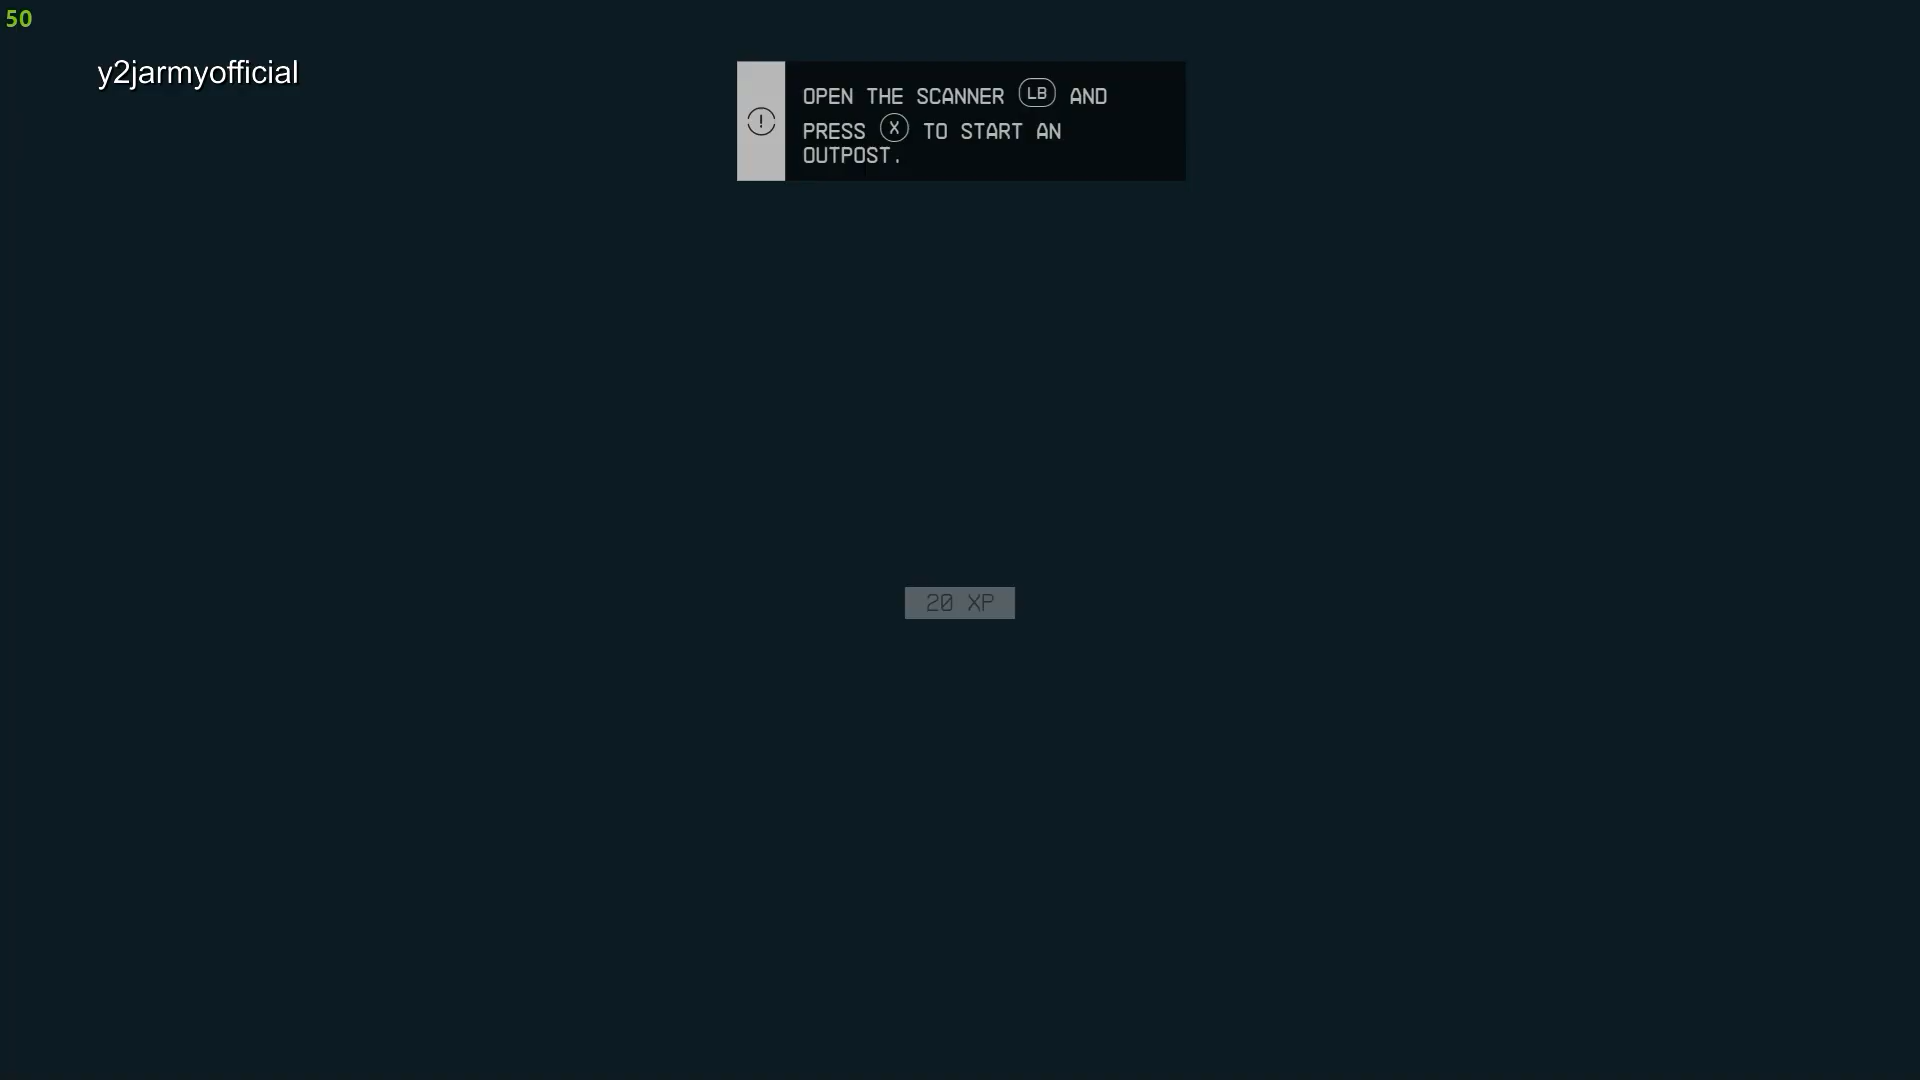 50
y2jarmyofficial
OPEN THE SCANNER LB AND
PRESS X TO START AN
OUTPOST.
20 XP